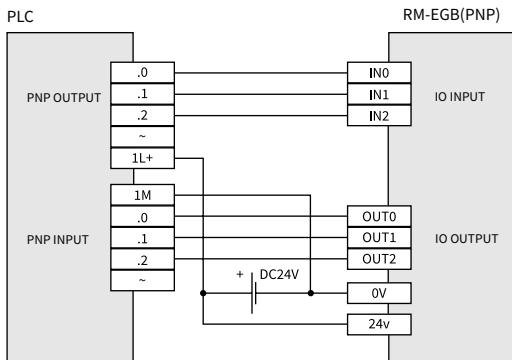 PLC
RM-EGB(PNP)
PNP OUTPUT
.0
.1
.2
~
1L+
IN0
IN1
IN2
IO INPUT
PNP INPUT
1M
.0
.1
.2
~
OUT0
OUT1
OUT2
IO OUTPUT
+ DC24V
0V
24v